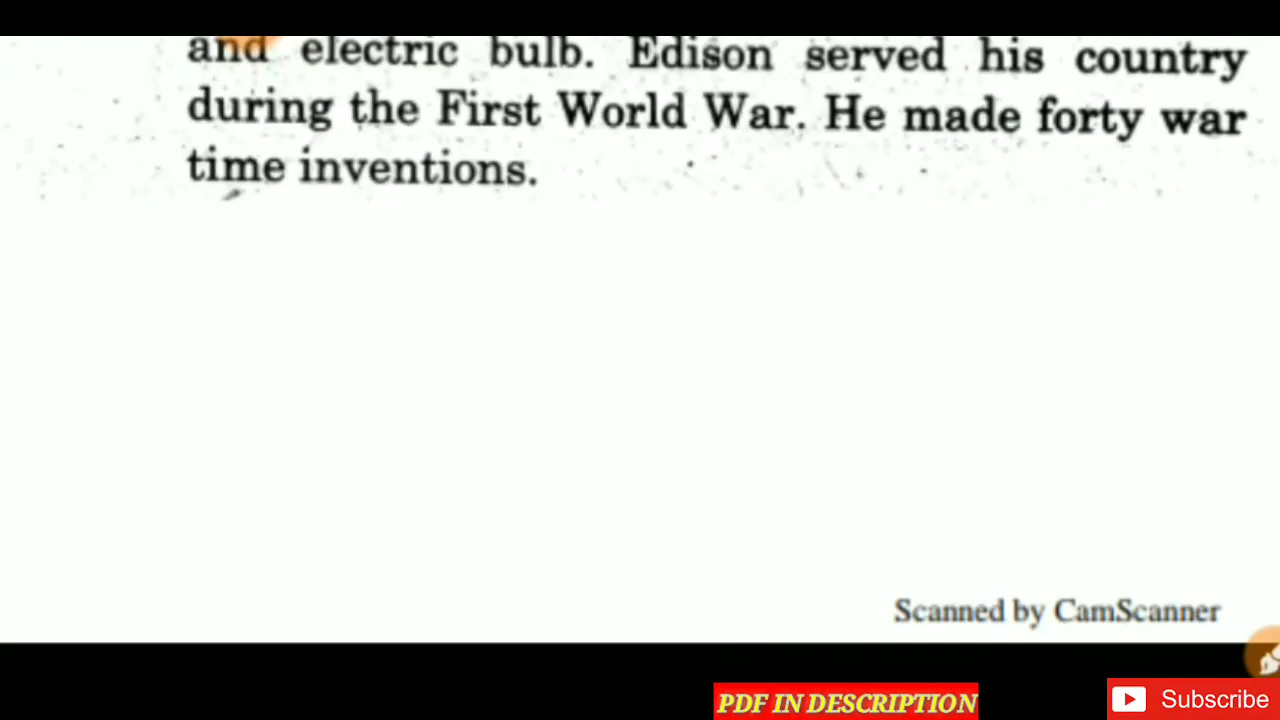 and electric bulb. Edison served his country
during the First World War. He made forty war
time inventions.
Scanned by CamScanner
PDF IN DESCRIPTION
Subscribe